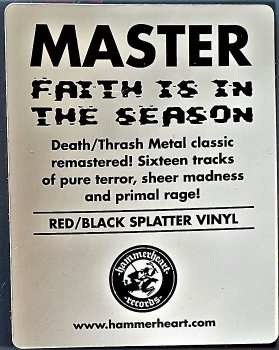 MASTER
FAITH IS IN
THE SEASON
Death/Thrash Metal classic
remastered! Sixteen tracks
of pure terror, sheer madness
and primal rage!
RED/BLACK SPLATTER VINYL
hammerheart
records
www.hammerheart.com